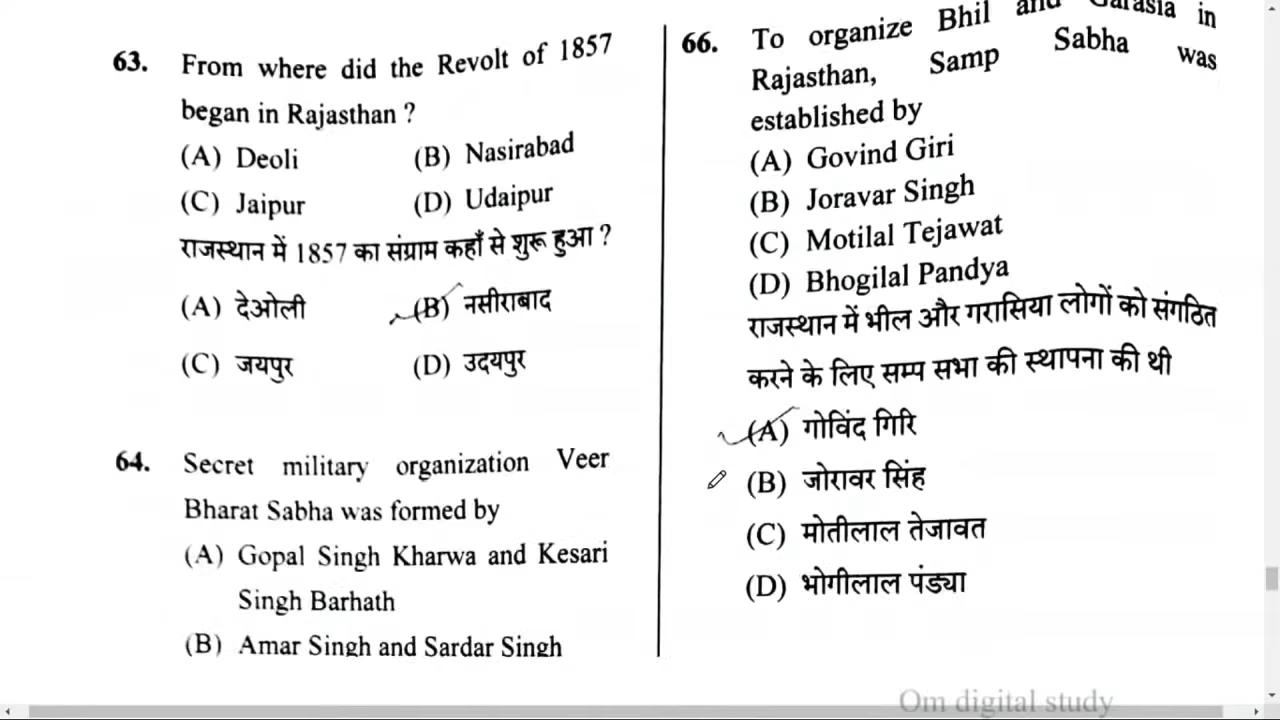 63. From where did the Revolt of 1857
began in Rajasthan ?
(A) Deoli (B) Nasirabad
(C) Jaipur (D) Udaipur
राजस्थान में 1857 का संग्राम कहाँ से शुरू हुआ ?
(A) देओली (B) नसीराबाद
(C) जयपुर (D) उदयपुर
64. Secret military organization Veer
Bharat Sabha was formed by
(A) Gopal Singh Kharwa and Kesari
Singh Barhath
(B) Amar Singh and Sardar Singh
66. To organize Bhil and Garasia in
Rajasthan, Samp Sabha was
established by
(A) Govind Giri
(B) Joravar Singh
(C) Motilal Tejawat
(D) Bhogilal Pandya
राजस्थान में भील और गरासिया लोगों को संगठित
करने के लिए सम्प सभा की स्थापना की थी
(A) गोविंद गिरि
(B) जोरावर सिंह
(C) मोतीलाल तेजावत
(D) भोगीलाल पंड्या
Om digital study